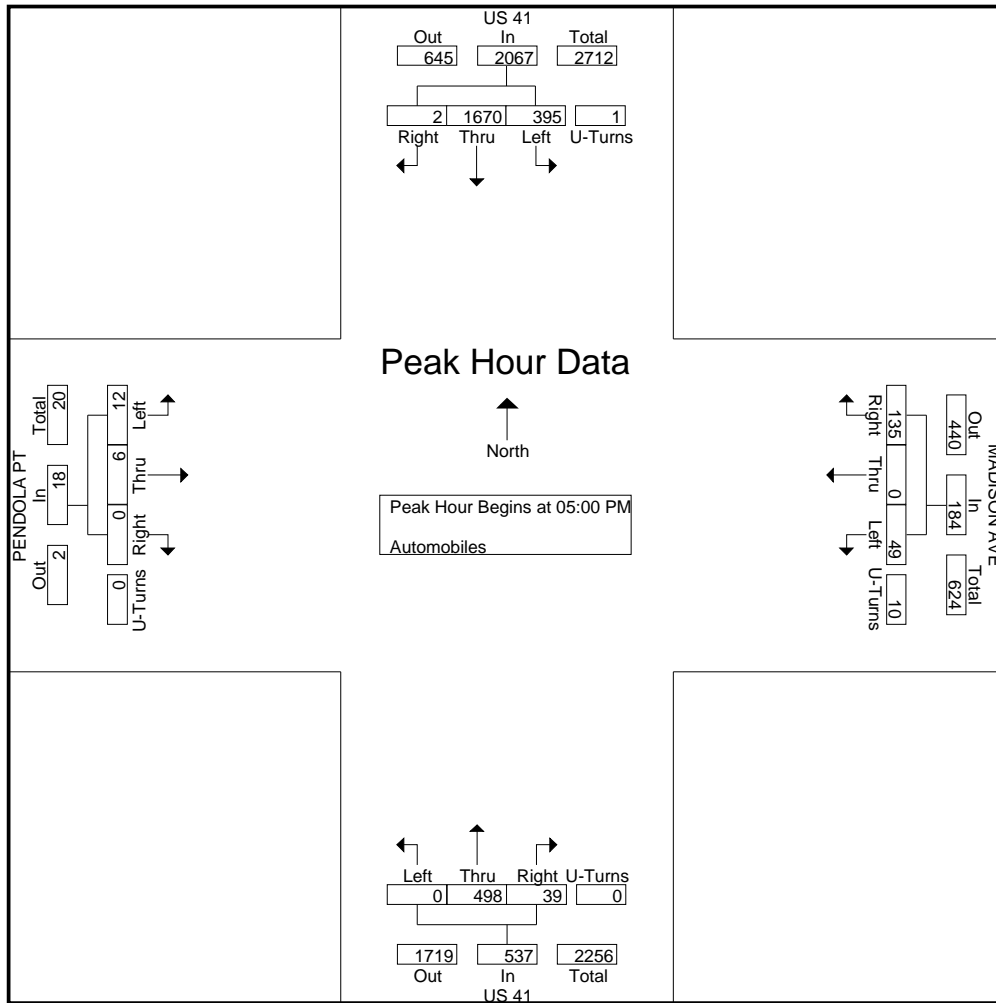 US 41
Out In Total
645 2067 2712
2 1670 395 1
Right Thru Left U-Turns
Peak Hour Data
North
Peak Hour Begins at 05:00 PM
Automobiles
PENDOLA PT
Out In Total
2 18 20
12 6 0 0
Left Thru Right U-Turns
MADISON AVE
Out In Total
440 184 624
135 0 49 10
Right Thru Left U-Turns
Left Thru Right U-Turns
0 498 39 0
1719 537 2256
Out In Total
US 41